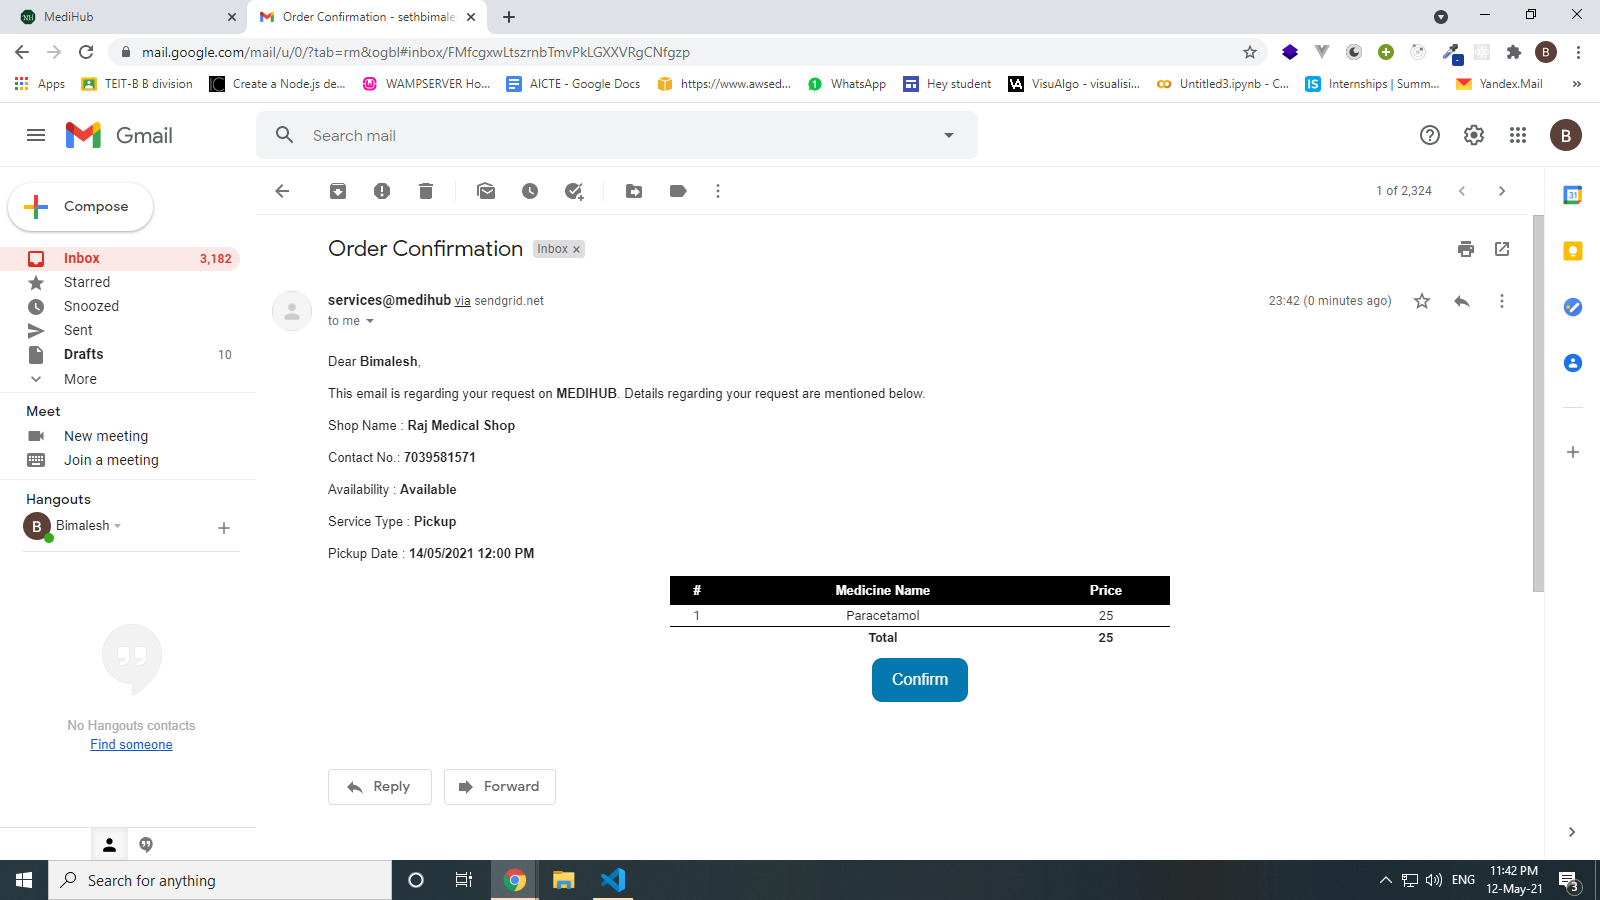 MediHub
Order Confirmation - sethbimale
mail.google.com/mail/u/0/?tab=rm&ogbl#inbox/FMfcgxwLtszrnbTmvPkLGXXVRgCNfgzp
B
Apps
TEIT-B B division
Create a Node.js de...
WAMPSERVER Ho...
AICTE - Google Docs
https://www.awsed...
WhatsApp
Hey student
VisuAlgo - visualisi...
Untitled3.ipynb - C...
Internships | Summ...
Yandex.Mail
»
Gmail
Search mail
B
Compose
1 of 2,324
31
Inbox 3,182
Starred
Snoozed
Sent
Drafts 10
More
Meet
New meeting
Join a meeting
Hangouts
B Bimalesh
No Hangouts contacts
Find someone
Order Confirmation Inbox ×
services@medihub via sendgrid.net 23:42 (0 minutes ago)
to me
Dear Bimalesh,
This email is regarding your request on MEDIHUB. Details regarding your request are mentioned below.
Shop Name : Raj Medical Shop
Contact No.: 7039581571
Availability : Available
Service Type : Pickup
Pickup Date : 14/05/2021 12:00 PM
# Medicine Name Price
1 Paracetamol 25
Total 25
Confirm
Reply
Forward
Search for anything
ENG
11:42 PM
12-May-21
3